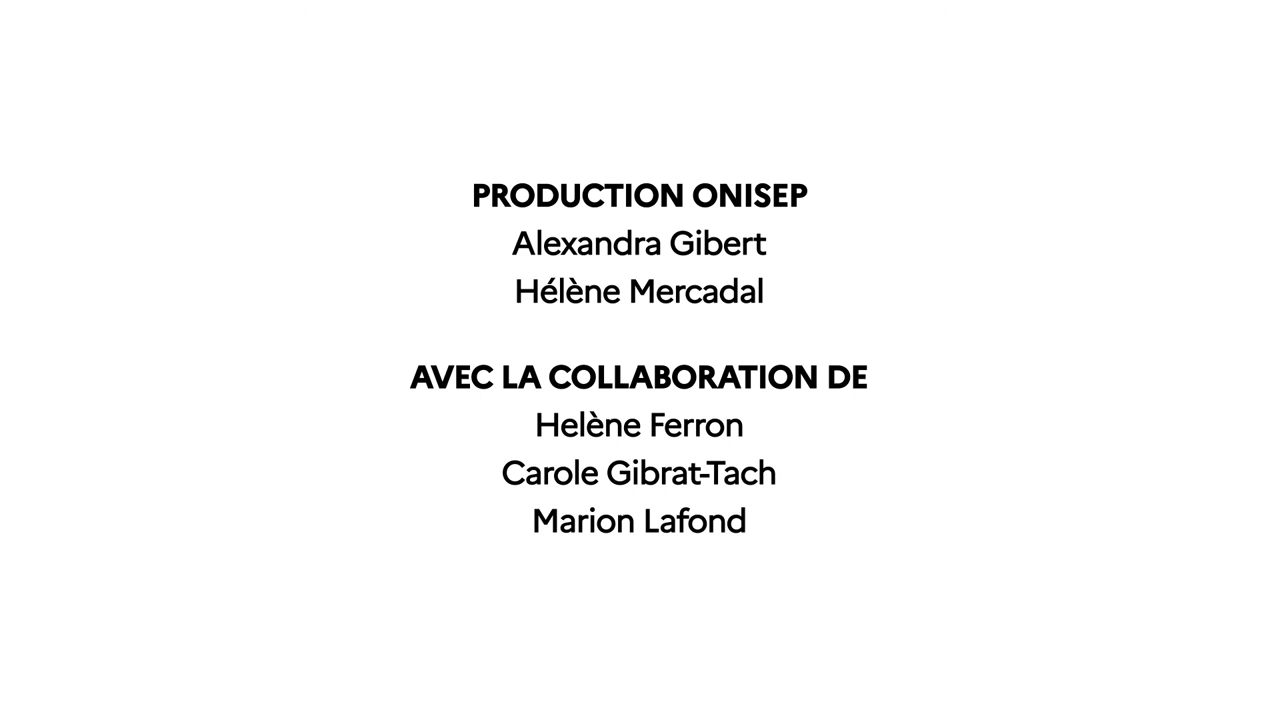 PRODUCTION ONISEP
Alexandra Gibert
Hélène Mercadal
AVEC LA COLLABORATION DE
Helène Ferron
Carole Gibrat-Tach
Marion Lafond